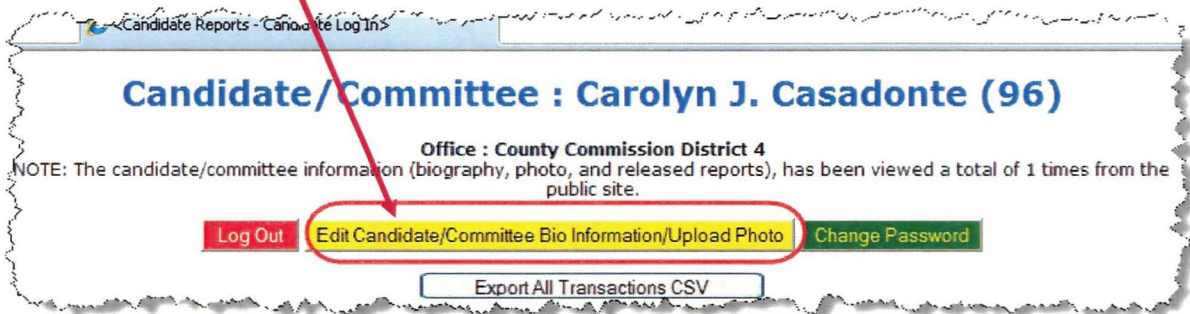 <Candidate Reports - Candidate Log In>
Candidate/Committee : Carolyn J. Casadonte (96)
Office : County Commission District 4
NOTE: The candidate/committee information (biography, photo, and released reports), has been viewed a total of 1 times from the
public site.
Log Out Edit Candidate/Committee Bio Information/Upload Photo Change Password
Export All Transactions CSV